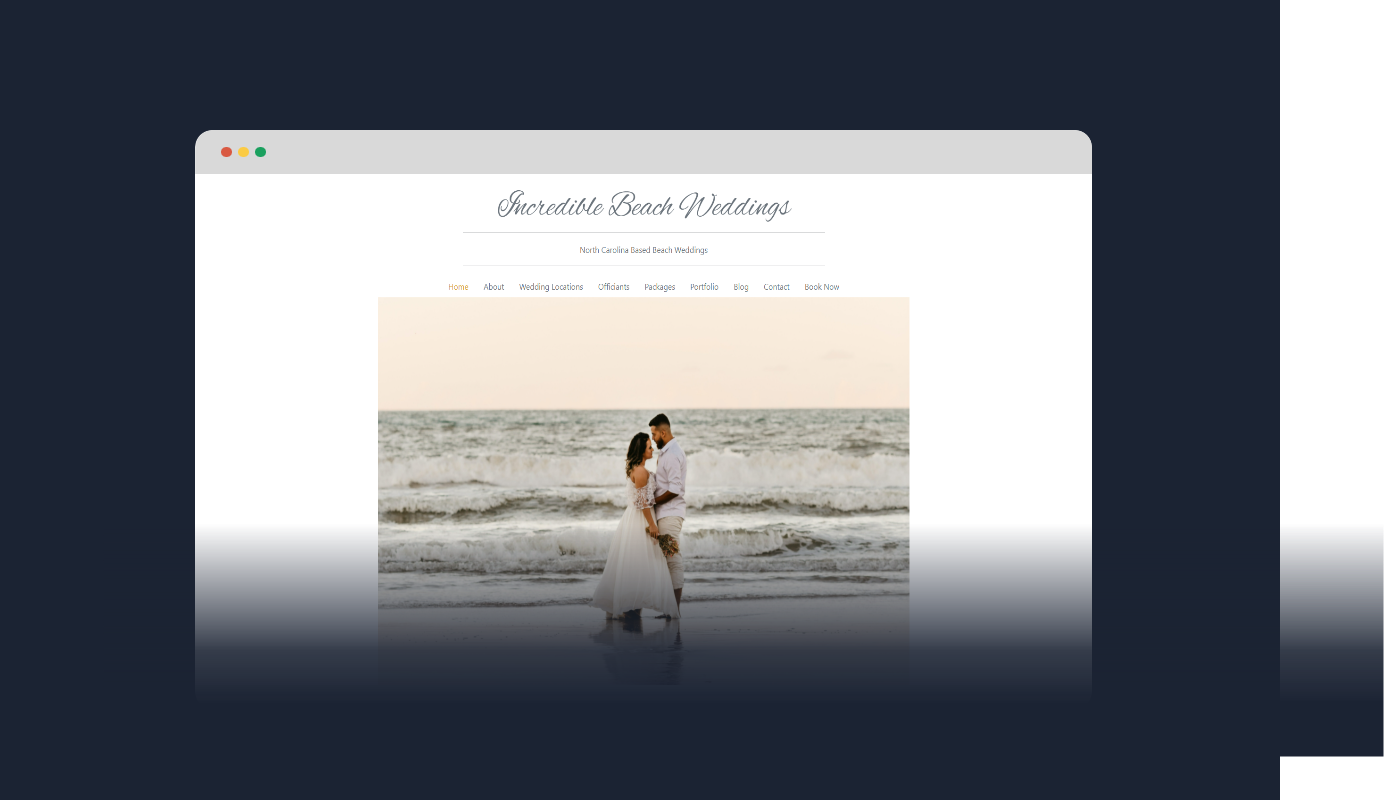 Incredible Beach Weddings
North Carolina Based Beach Weddings
Home About Wedding Locations Officiants Packages Portfolio Blog Contact Book Now